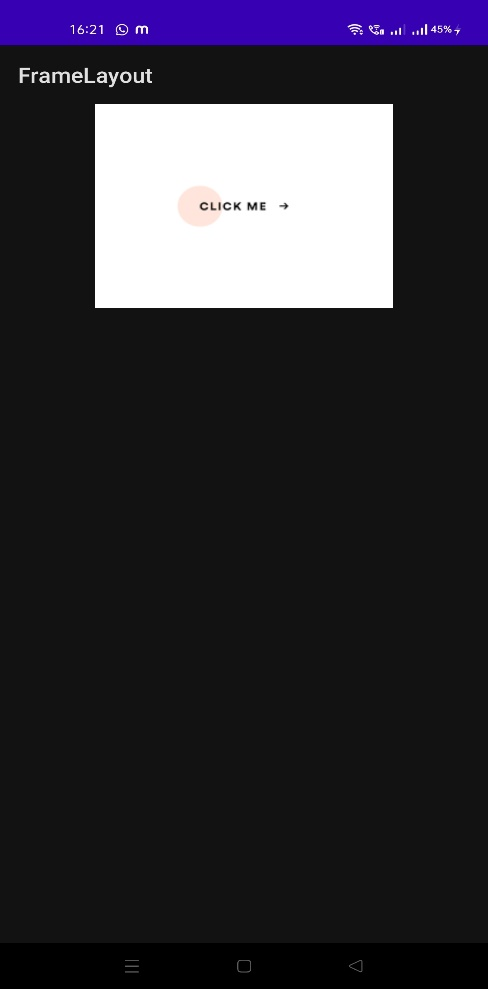 16:21 m 45%
FrameLayout
CLICK ME →